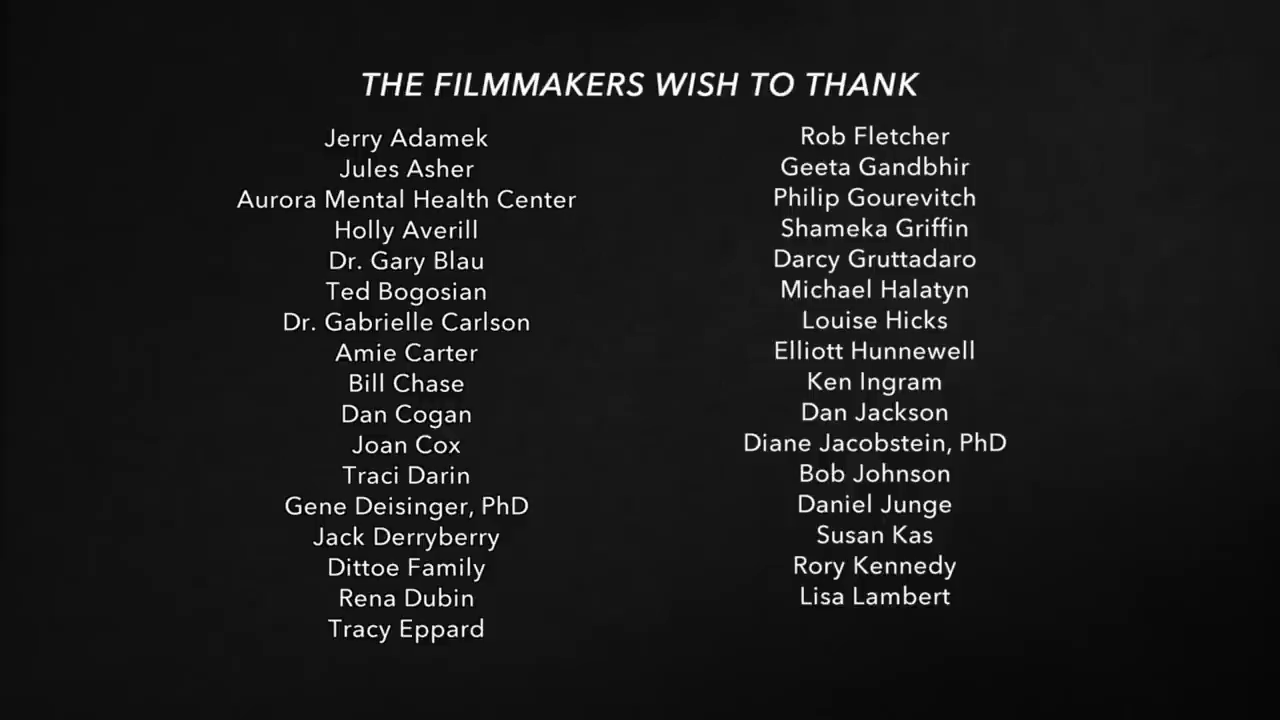 THE FILMMAKERS WISH TO THANK
Jerry Adamek
Jules Asher
Aurora Mental Health Center
Holly Averill
Dr. Gary Blau
Ted Bogosian
Dr. Gabrielle Carlson
Amie Carter
Bill Chase
Dan Cogan
Joan Cox
Traci Darin
Gene Deisinger, PhD
Jack Derryberry
Dittoe Family
Rena Dubin
Tracy Eppard
Rob Fletcher
Geeta Gandbhir
Philip Gourevitch
Shameka Griffin
Darcy Gruttadaro
Michael Halatyn
Louise Hicks
Elliott Hunnewell
Ken Ingram
Dan Jackson
Diane Jacobstein, PhD
Bob Johnson
Daniel Junge
Susan Kas
Rory Kennedy
Lisa Lambert